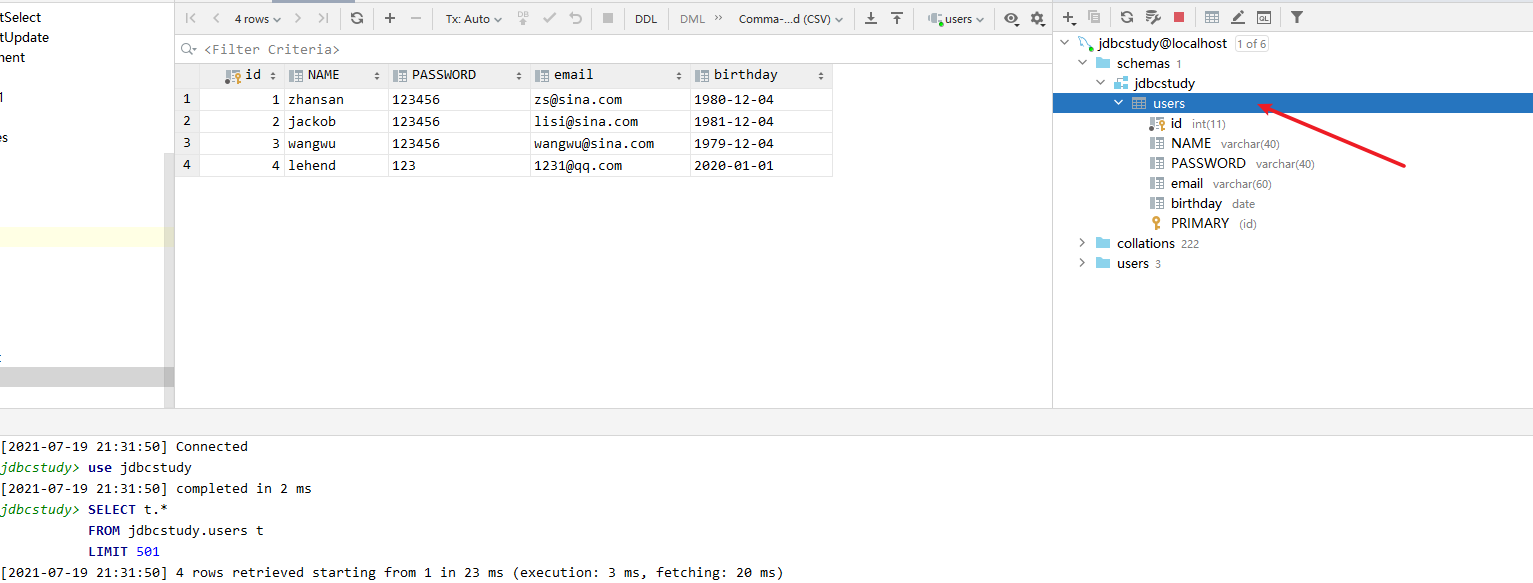 tSelect
tUpdate
nent
1
es
t
4 rows Tx: Auto DB DDL DML » Comma-...d (CSV) users
<Filter Criteria>
id NAME PASSWORD email birthday
1 1 zhansan 123456 zs@sina.com 1980-12-04
2 2 jackob 123456 lisi@sina.com 1981-12-04
3 3 wangwu 123456 wangwu@sina.com 1979-12-04
4 4 lehend 123 1231@qq.com 2020-01-01
QL
jdbcstudy@localhost 1 of 6
schemas 1
jdbcstudy
users
id int(11)
NAME varchar(40)
PASSWORD varchar(40)
email varchar(60)
birthday date
PRIMARY (id)
collations 222
users 3
[2021-07-19 21:31:50] Connected
jdbcstudy> use jdbcstudy
[2021-07-19 21:31:50] completed in 2 ms
jdbcstudy> SELECT t.*
FROM jdbcstudy.users t
LIMIT 501
[2021-07-19 21:31:50] 4 rows retrieved starting from 1 in 23 ms (execution: 3 ms, fetching: 20 ms)